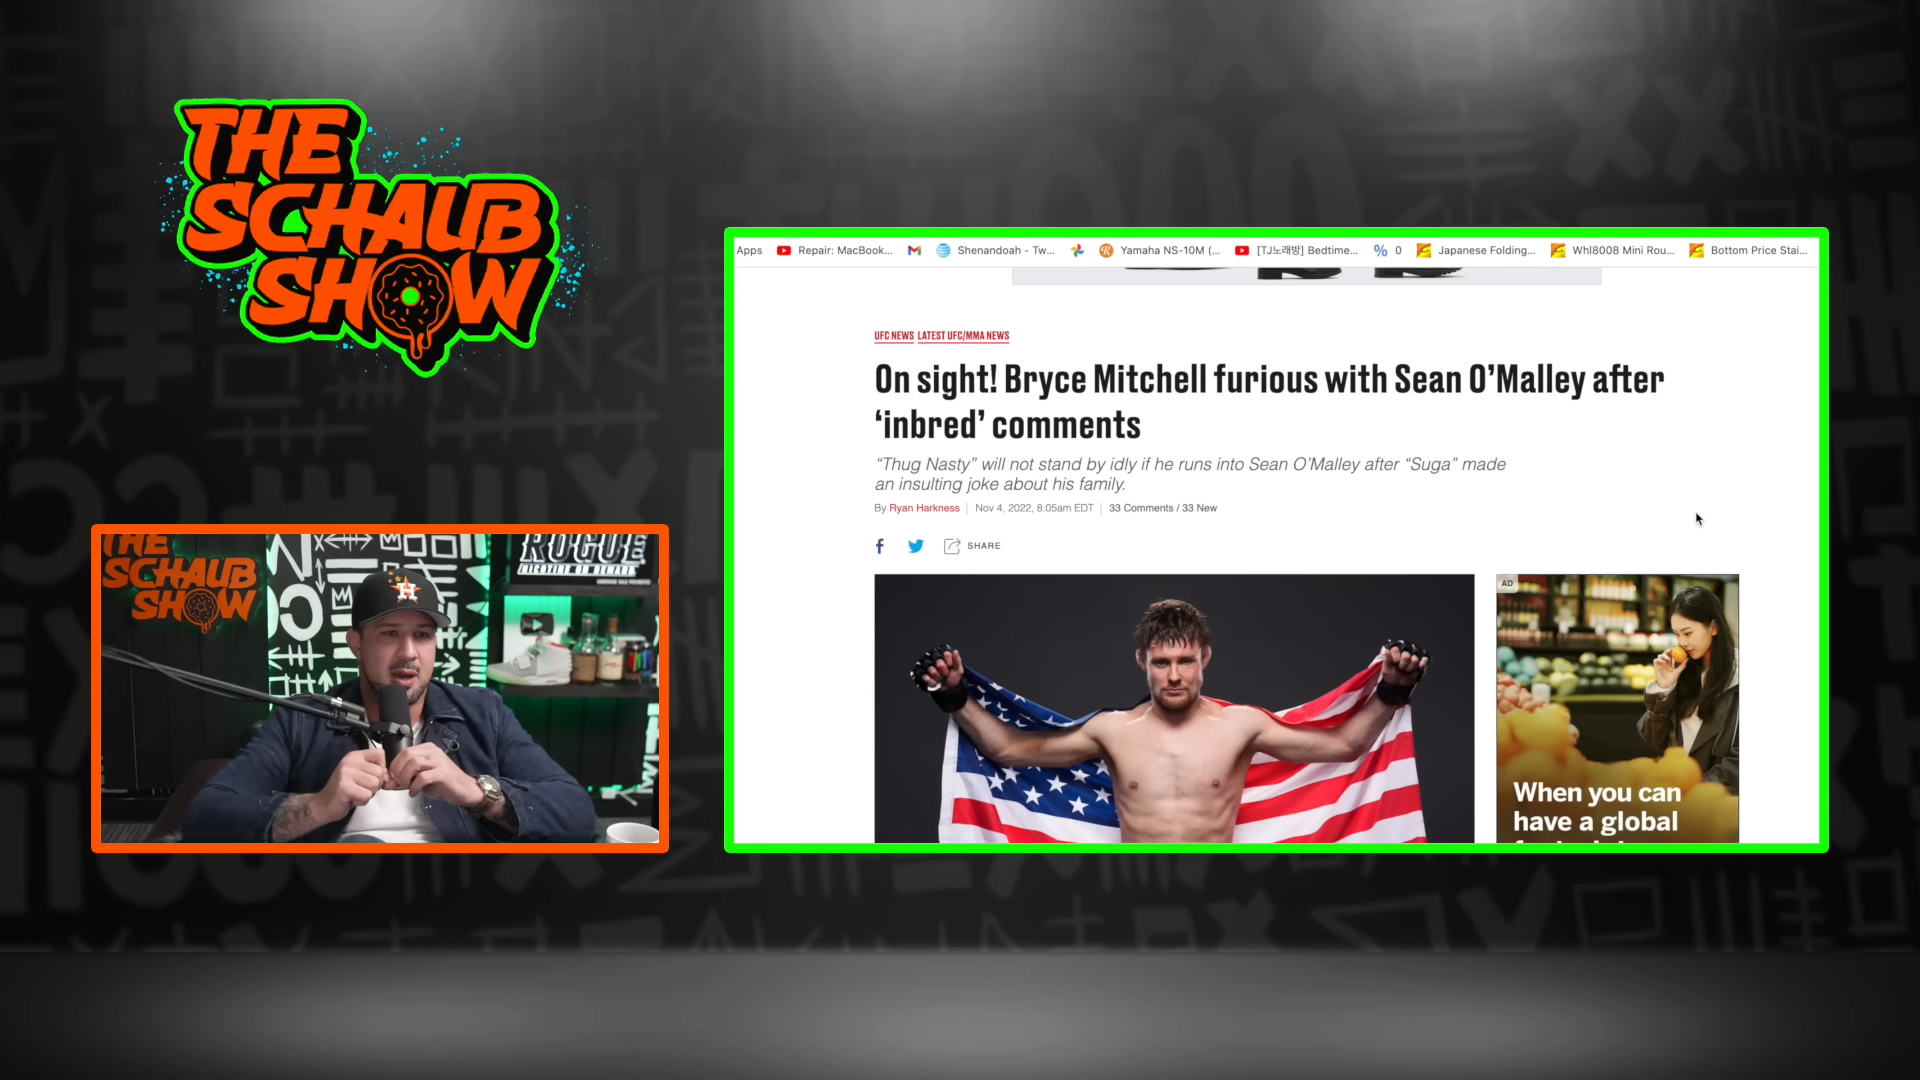 THE
SCHAUB
SHOW
Apps
Repair: MacBook...
Shenandoah - Tw...
Yamaha NS-10M (...
[TJ노래방] Bedtime...
0
Japanese Folding...
Whl8008 Mini Rou...
Bottom Price Stai...
UFC NEWS LATEST UFC/MMA NEWS
On sight! Bryce Mitchell furious with Sean O’Malley after
‘inbred’ comments
“Thug Nasty” will not stand by idly if he runs into Sean O’Malley after “Suga” made
an insulting joke about his family.
By Ryan Harkness | Nov 4, 2022, 8:05am EDT | 33 Comments / 33 New
SHARE
AD
When you can
have a global
THE
SCHAUB
SHOW
ROGUE
NICOTINE ON DEMAND
H